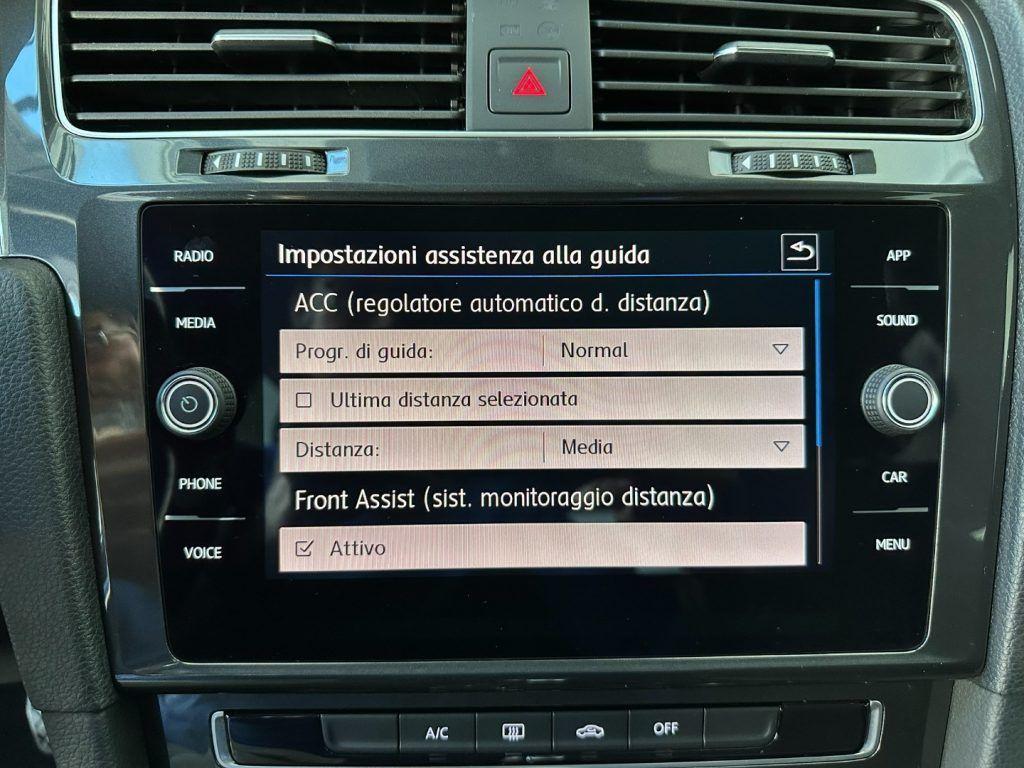 RADIO
MEDIA
PHONE
VOICE
Impostazioni assistenza alla guida
ACC (regolatore automatico d. distanza)
Progr. di guida: Normal
Ultima distanza selezionata
Distanza: Media
Front Assist (sist. monitoraggio distanza)
Attivo
APP
SOUND
CAR
MENU
A/C
OFF